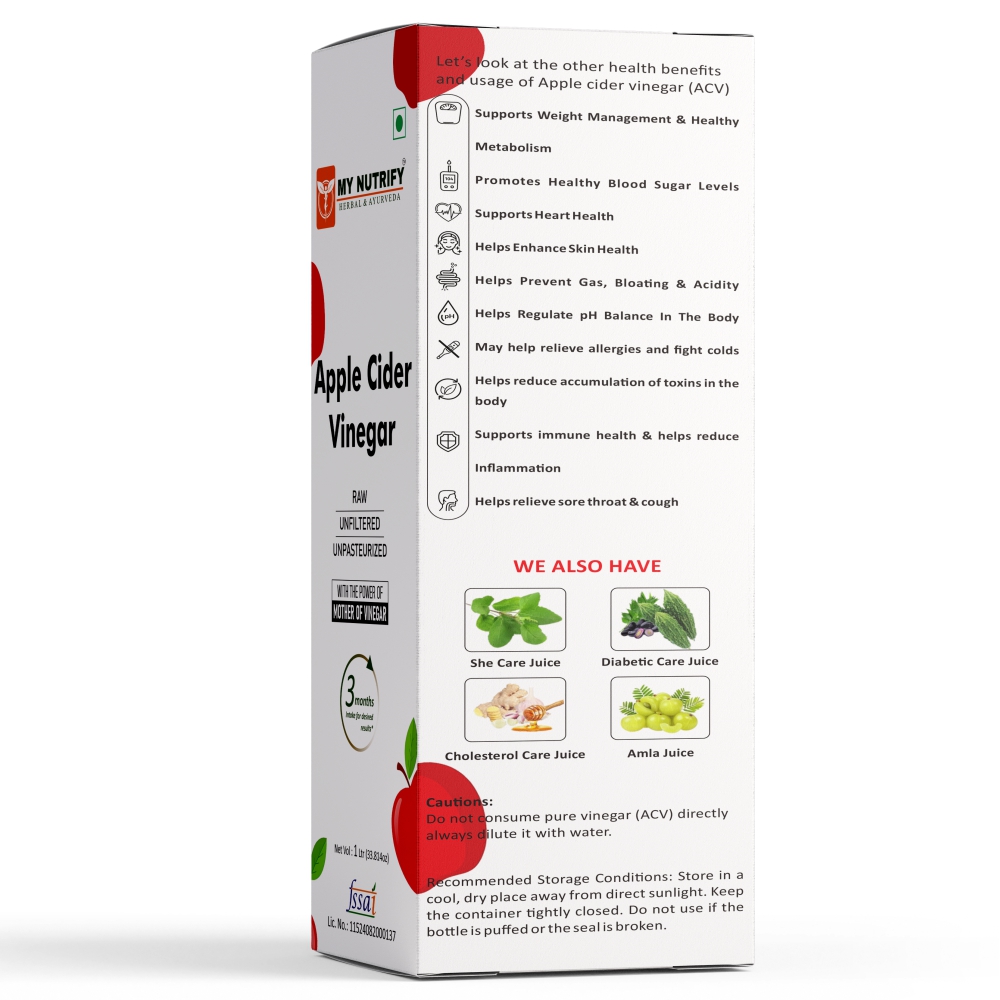 MY NUTRIFY®
HERBAL & AYURVEDA
Apple Cider
Vinegar
RAW
UNFILTERED
UNPASTEURIZED
WITH THE POWER OF
MOTHER OF VINEGAR
3 months
Intake for desired
results*
Net Vol : 1 Ltr (33.814oz)
fssai
Lic. No.: 11524082000137
Let's look at the other health benefits
and usage of Apple cider vinegar (ACV)
Supports Weight Management & Healthy
Metabolism
104
Promotes Healthy Blood Sugar Levels
Supports Heart Health
Helps Enhance Skin Health
Helps Prevent Gas, Bloating & Acidity
pH
Helps Regulate pH Balance In The Body
May help relieve allergies and fight colds
Helps reduce accumulation of toxins in the
body
Supports immune health & helps reduce
Inflammation
Helps relieve sore throat & cough
WE ALSO HAVE
She Care Juice
Diabetic Care Juice
Cholesterol Care Juice
Amla Juice
Cautions:
Do not consume pure vinegar (ACV) directly
always dilute it with water.
Recommended Storage Conditions: Store in a
cool, dry place away from direct sunlight. Keep
the container tightly closed. Do not use if the
bottle is puffed or the seal is broken.